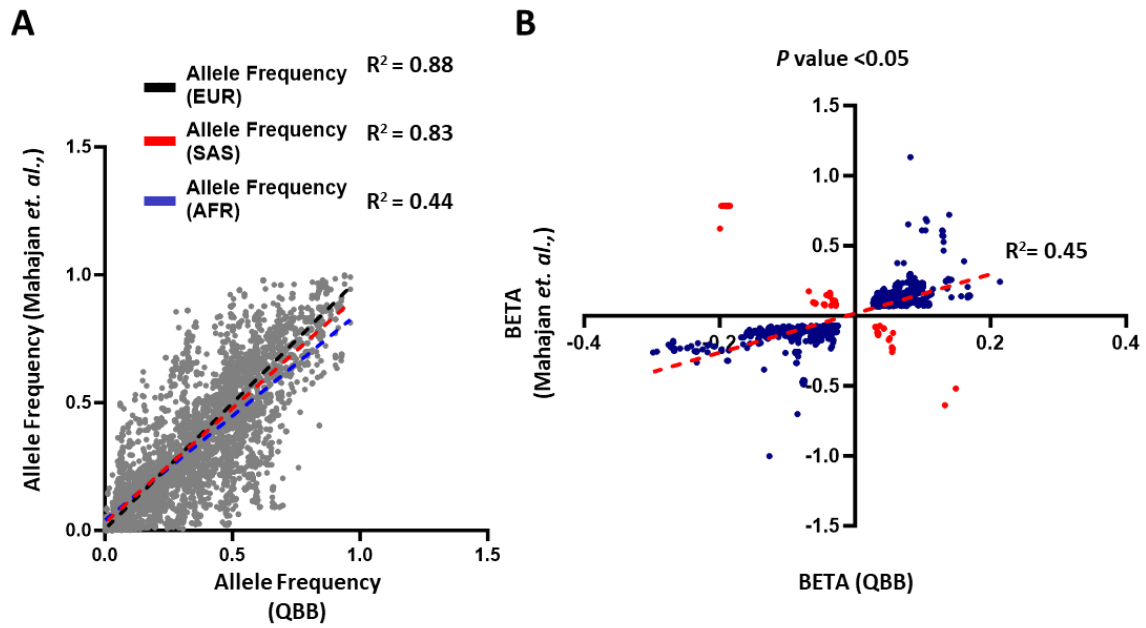 A
Allele Frequency
(EUR)
R² = 0.88
Allele Frequency
(SAS)
R² = 0.83
Allele Frequency
(AFR)
R² = 0.44
Allele Frequency (Mahajan et. al.,)
1.5
1.0
0.5
0.0
0.0
0.5
1.0
1.5
Allele Frequency
(QBB)
B
P value <0.05
BETA
(Mahajan et. al.,)
1.5
1.0
0.5
-0.5
-1.0
-1.5
-0.4
-0.2
0.2
0.4
R²= 0.45
BETA (QBB)